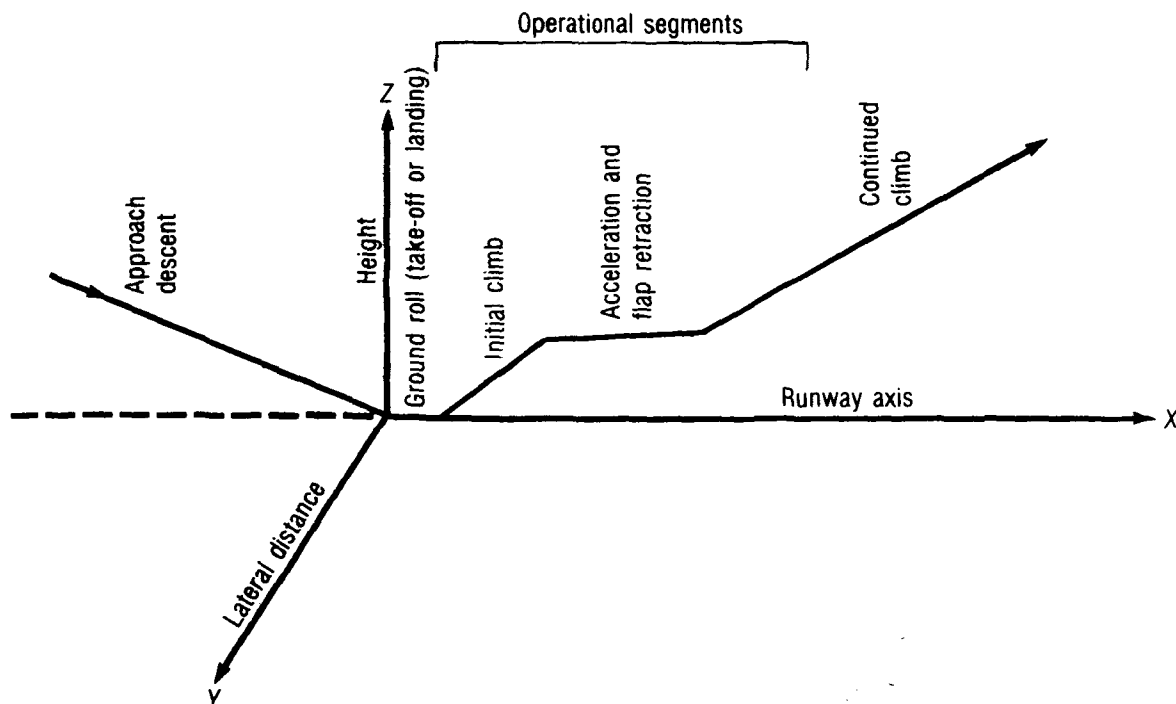 Operational segments
Z
Height
Ground roll (take-off or landing)
Approach
descent
Initial climb
Acceleration and
flap retraction
Continued
climb
Runway axis
X
Lateral distance
Y